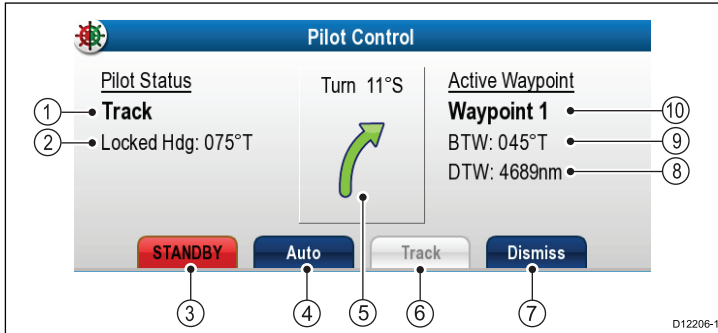 Pilot Control
Pilot Status
Track
Locked Hdg: 075°T
Turn 11°S
Active Waypoint
Waypoint 1
BTW: 045°T
DTW: 4689nm
STANDBY
Auto
Track
Dismiss
1
2
3
4
5
6
7
8
9
10
D12206-1